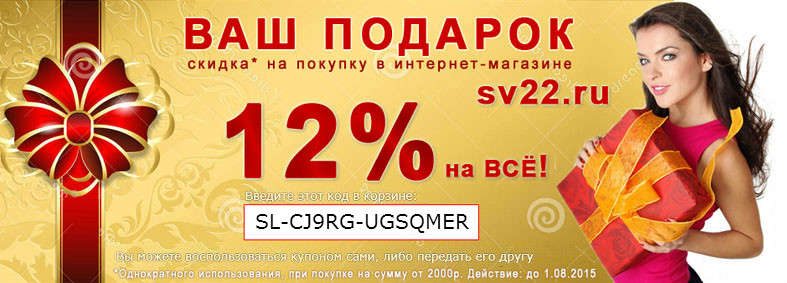 ВАШ ПОДАРОК
скидка* на покупку в интернет-магазине
sv22.ru
12% на ВСЁ!
Введите этот код в корзине:
SL-CJ9RG-UGSQMER
Вы можете воспользоваться купоном сами, либо передать его другу
*Однократного использования, при покупке на сумму от 2000р. Действие: до 1.08.2015